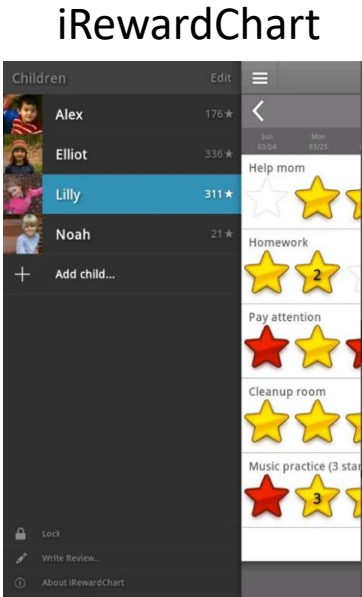 iRewardChart
Children Edit
Alex 176★
Elliot 336★
Lilly 311★
Noah 21★
Add child...
Lock
Write Review..
About iRewardChart
Sun Mon
03/24 03/25
Help mom
Homework
2
Pay attention
Cleanup room
Music practice (3 star
3